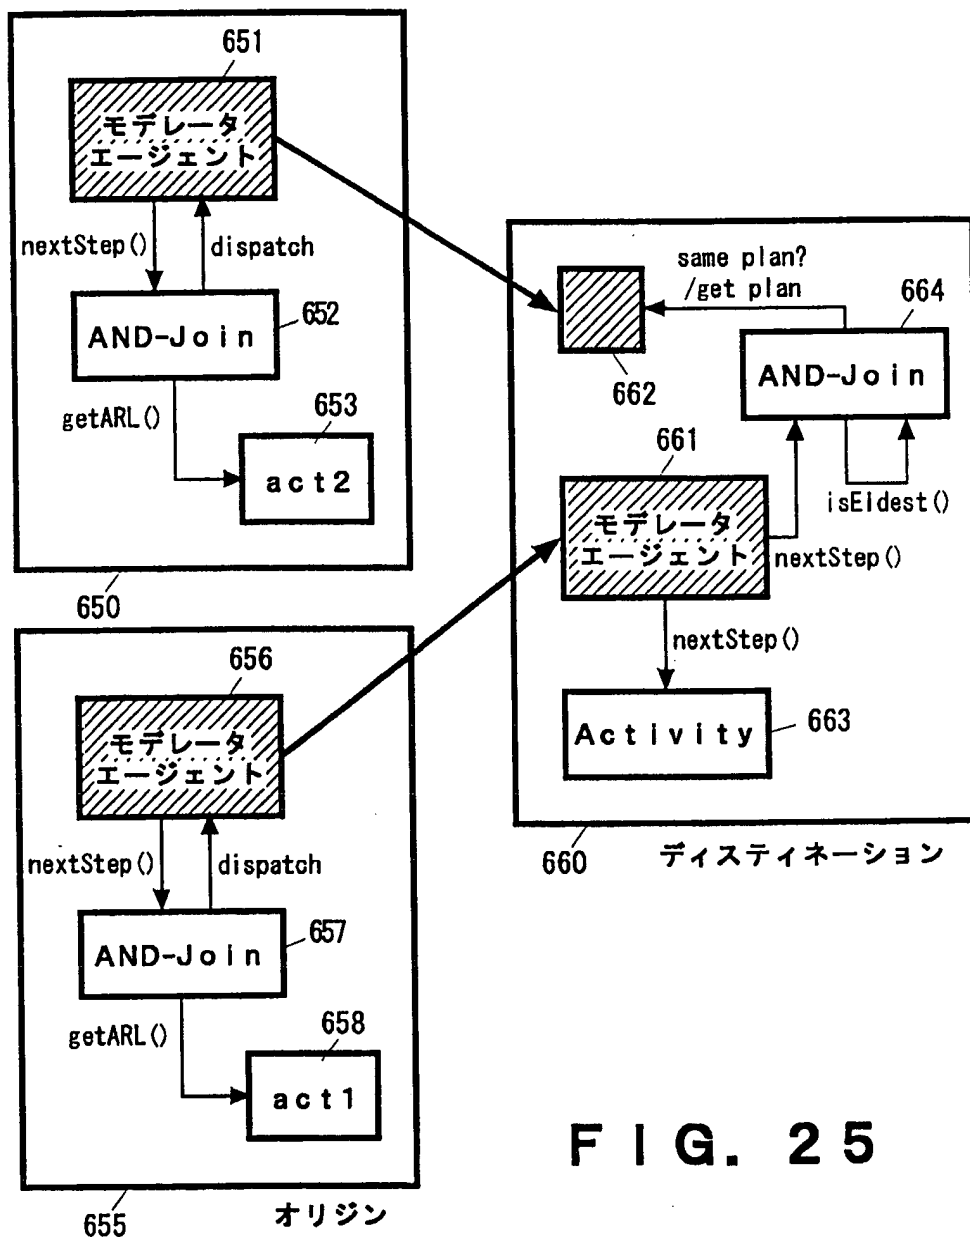 651
モデレータ
エージェント
nextStep()
dispatch
AND-Join
652
getARL()
653
act2
650
656
モデレータ
エージェント
nextStep()
dispatch
AND-Join
657
getARL()
658
act1
655
オリジン
same plan?
/get plan
664
662
AND-Join
isEldest()
661
モデレータ
エージェント
nextStep()
nextStep()
Activity
663
660
ディスティネーション
FIG. 25